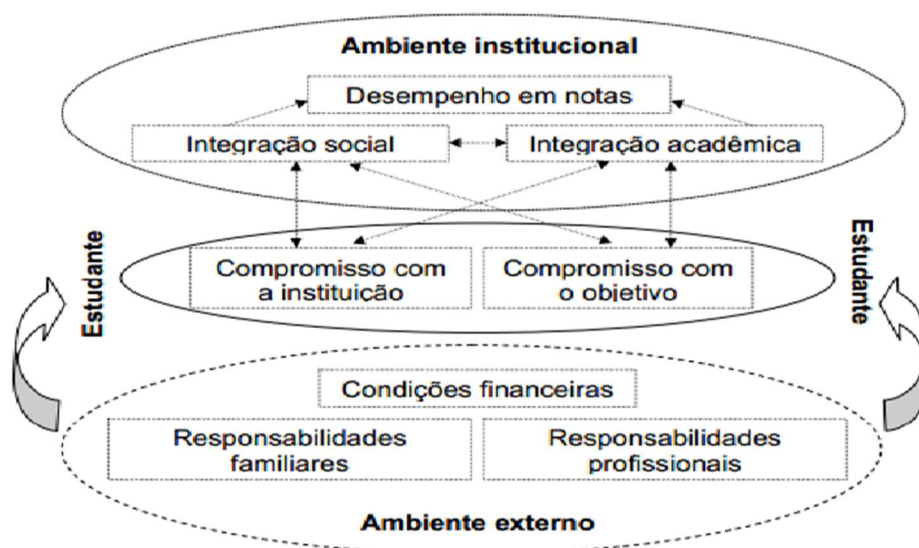 Ambiente institucional
Desempenho em notas
Integração social
Integração acadêmica
Estudante
Compromisso com
a instituição
Compromisso com
o objetivo
Estudante
Condições financeiras
Responsabilidades
familiares
Responsabilidades
profissionais
Ambiente externo